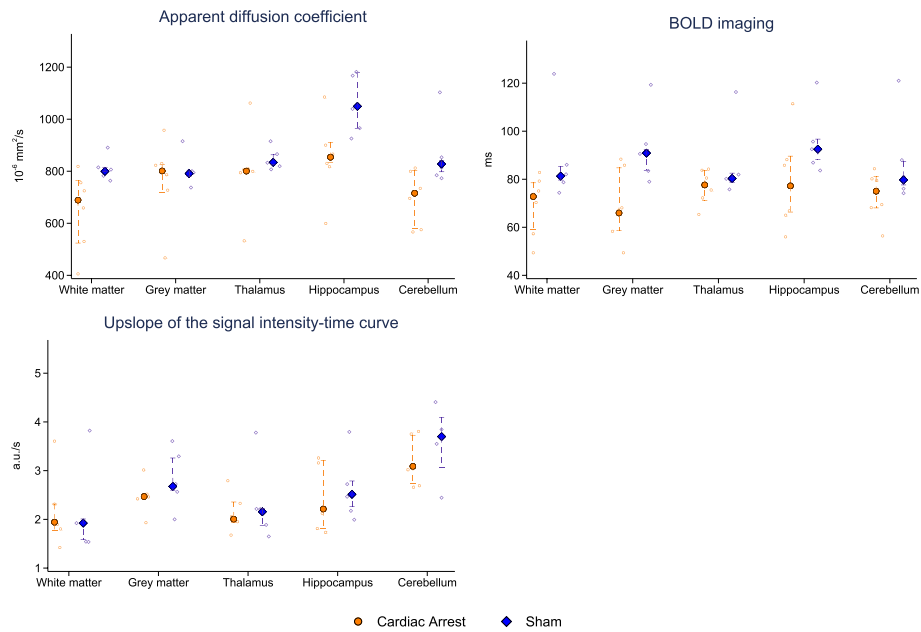 Apparent diffusion coefficient
10⁻⁶ mm²/s
1200
1000
800
600
400
White matter Grey matter Thalamus Hippocampus Cerebellum
BOLD imaging
ms
120
100
80
60
40
White matter Grey matter Thalamus Hippocampus Cerebellum
Upslope of the signal intensity-time curve
a.u./s
5
4
3
2
1
White matter Grey matter Thalamus Hippocampus Cerebellum
Cardiac Arrest Sham